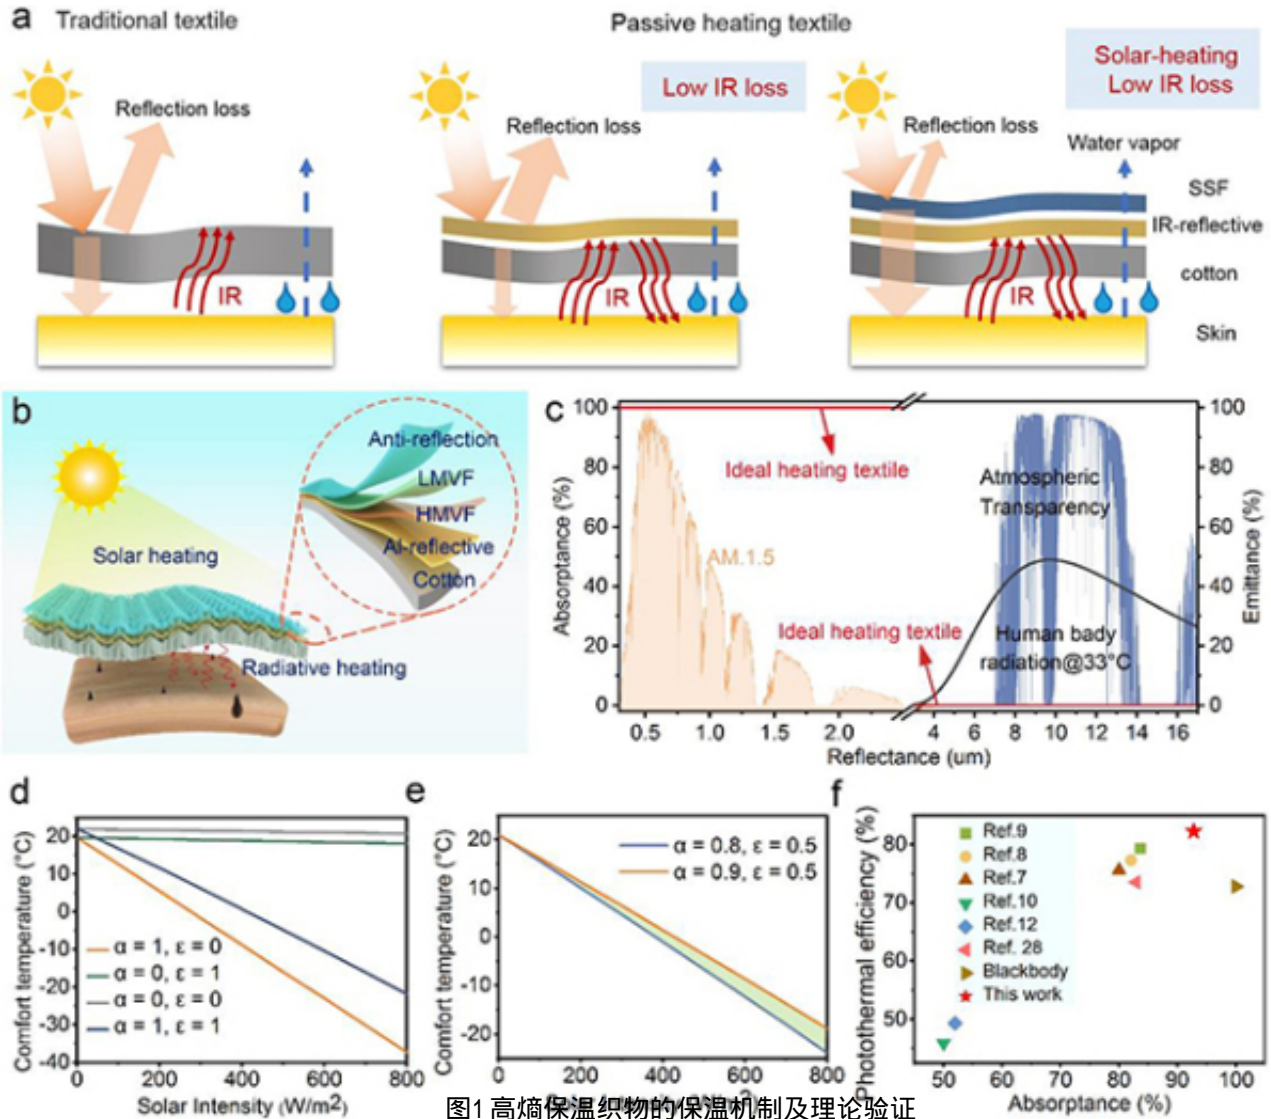 a Traditional textile
Passive heating textile
Low IR loss
Solar-heating
Low IR loss
Reflection loss
Reflection loss
Reflection loss
Water vapor
SSF
IR-reflective
cotton
Skin
IR
IR
IR
b
Anti-reflection
LMVF
HMVF
Al-reflective
Cotton
Solar heating
Radiative heating
c
100
80
60
40
20
0
Absorptance (%)
Ideal heating textile
AM.1.5
Ideal heating textile
Atmospheric
Transparency
Human bady
radiation@33°C
100
80
60
40
20
0
Emittance (%)
0.5 1.0 1.5 2.0 4 6 8 10 12 14 16
Reflectance (um)
d
20
10
0
-10
-20
-30
-40
Comfort temperature (°C)
α = 1, ε = 0
α = 0, ε = 1
α = 0, ε = 0
α = 1, ε = 1
0 200 400 600 800
Solar Intensity (W/m2)
e
20
10
0
-10
-20
Comfort temperature (°C)
α = 0.8, ε = 0.5
α = 0.9, ε = 0.5
0 200 400 600 800
f
80
70
60
50
Photothermal efficiency (%)
Ref.9
Ref.8
Ref.7
Ref.10
Ref.12
Ref. 28
Blackbody
This work
50 60 70 80 90 100
Absorptance (%)
图1 高熵保温织物的保温机制及理论验证